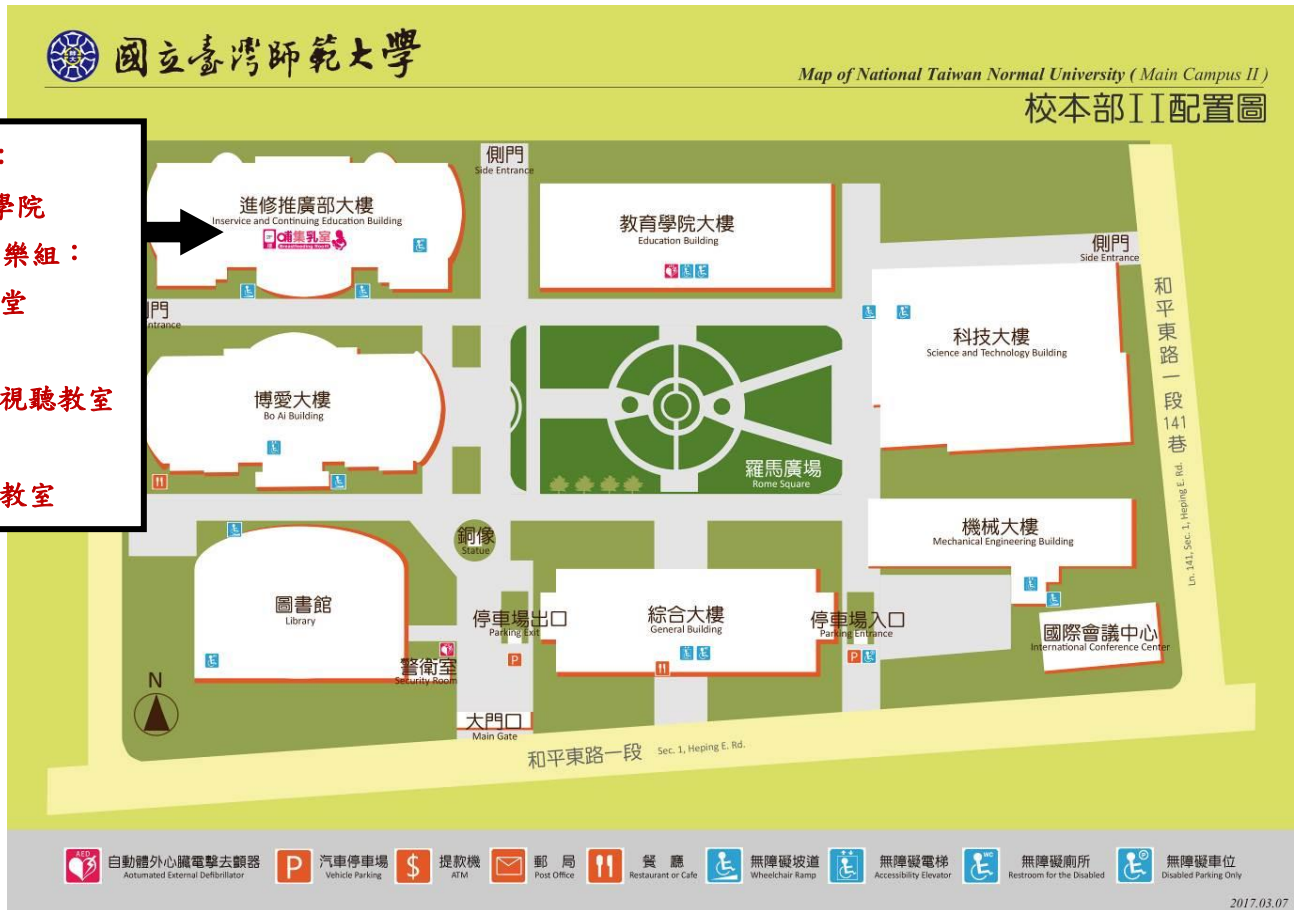 國立臺灣師範大學
Map of National Taiwan Normal University ( Main Campus II )
校本部II配置圖
:
學院
樂組：
堂
視聽教室
教室
進修推廣部大樓
Inservice and Continuing Education Building
哺集乳室
Breastfeeding Room
側門
Side Entrance
教育學院大樓
Education Building
側門
Side Entrance
門
ntrance
科技大樓
Science and Technology Building
和平東路一段141巷
Ln. 141, Sec. 1, Heping E. Rd.
博愛大樓
Bo Ai Building
羅馬廣場
Rome Square
銅像
Statue
機械大樓
Mechanical Engineering Building
圖書館
Library
停車場出口
Parking Exit
P
綜合大樓
General Building
停車場入口
Parking Entrance
P
國際會議中心
International Conference Center
警衛室
Security Room
N
大門口
Main Gate
和平東路一段 Sec. 1, Heping E. Rd.
AED
自動體外心臟電擊去顫器
Aotumated External Defibrillator
P
汽車停車場
Vehicle Parking
$
提款機
ATM
郵 局
Post Office
餐 廳
Restaurant or Cafe
無障礙坡道
Wheelchair Ramp
無障礙電梯
Accessibility Elevator
WC
無障礙廁所
Restroom for the Disabled
P
無障礙車位
Disabled Parking Only
2017.03.07